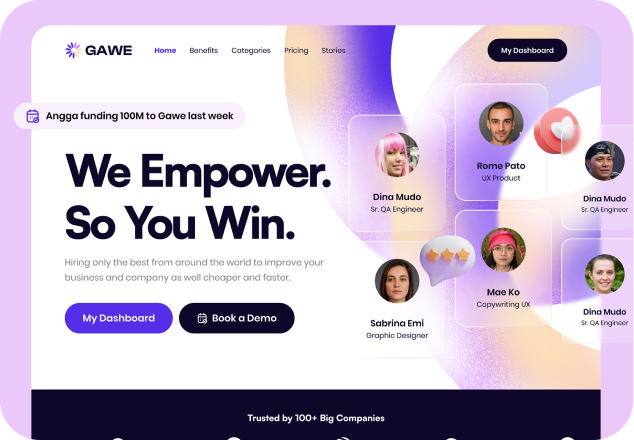 GAWE
Home Benefits Categories Pricing Stories
My Dashboard
Angga funding 100M to Gawe last week
We Empower.
So You Win.
Hiring only the best from around the world to improve your
business and company as well cheaper and faster.
My Dashboard
Book a Demo
Dina Mudo
Sr. QA Engineer
Rome Pato
UX Product
Dina Mudo
Sr. QA Engineer
Sabrina Emi
Graphic Designer
Mae Ko
Copywriting UX
Dina Mudo
Sr. QA Engineer
Trusted by 100+ Big Companies